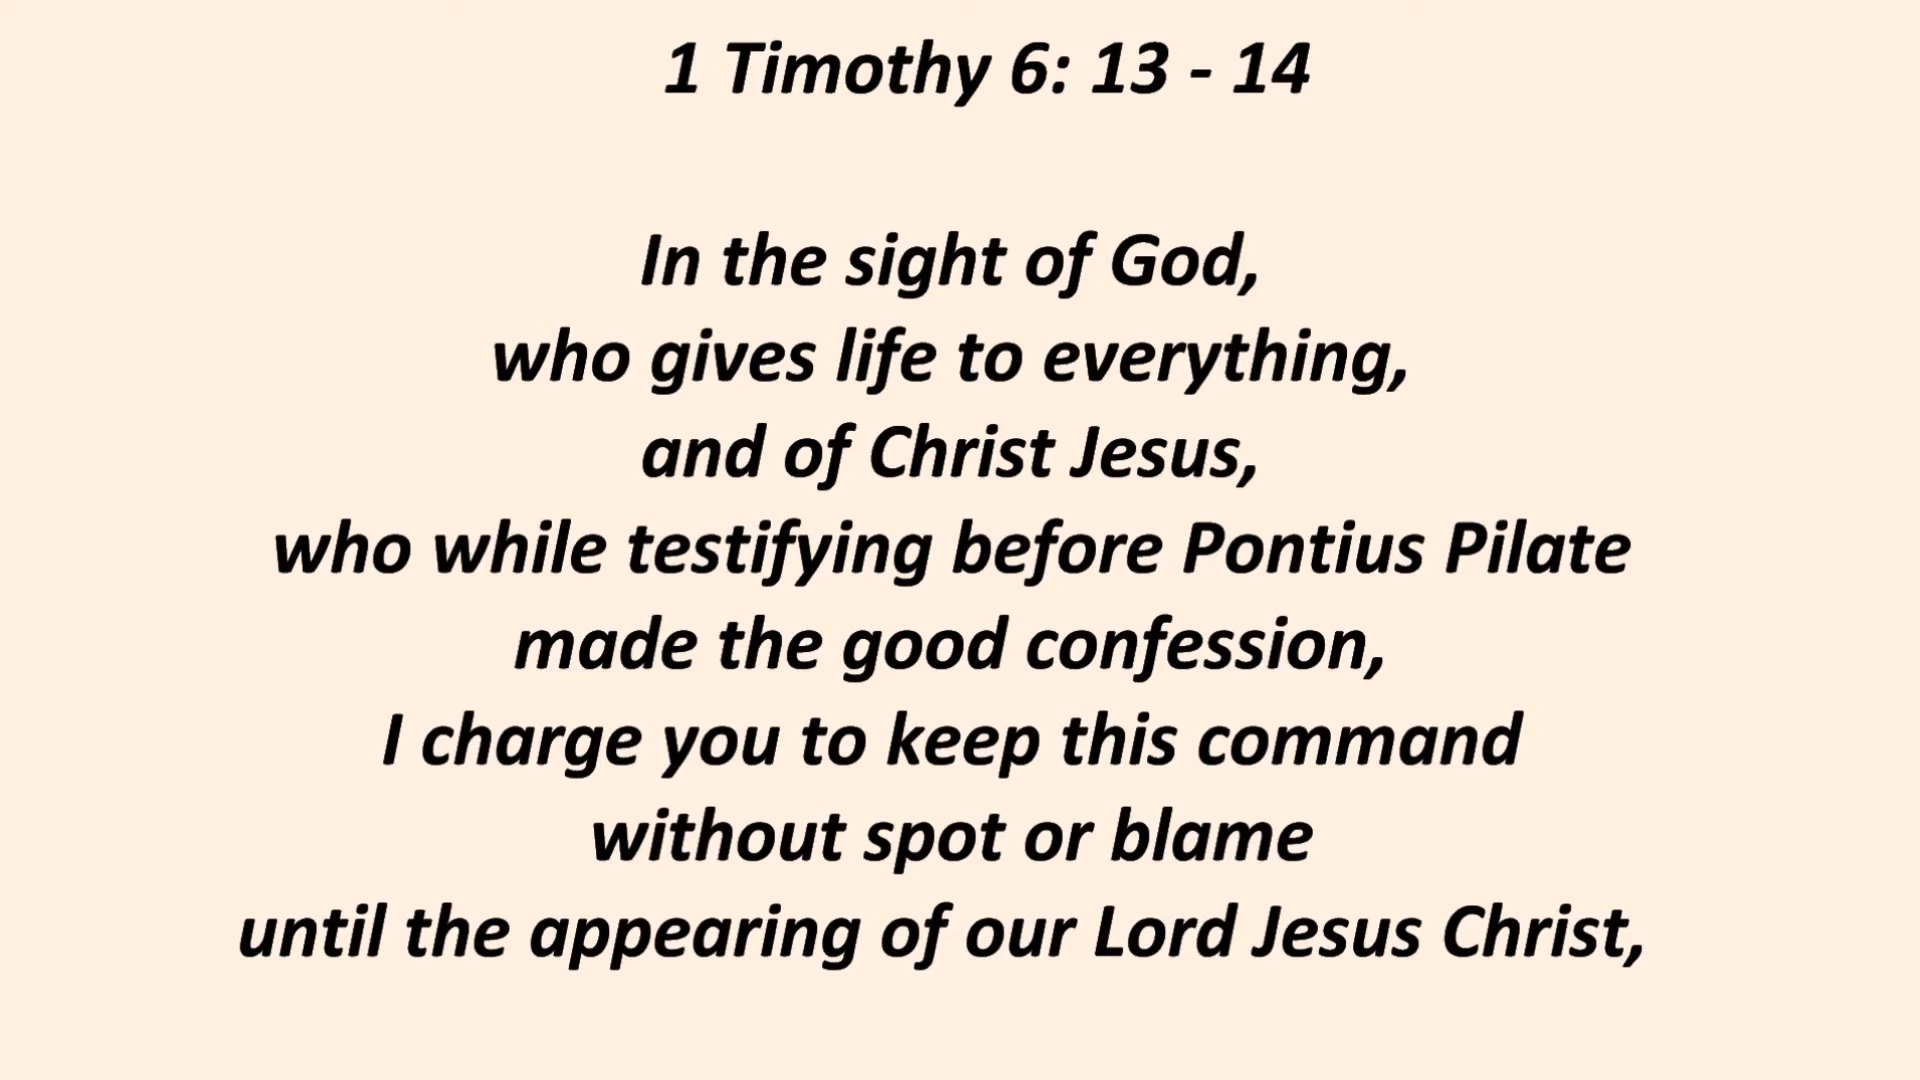 1 Timothy 6: 13 - 14
In the sight of God,
who gives life to everything,
and of Christ Jesus,
who while testifying before Pontius Pilate
made the good confession,
I charge you to keep this command
without spot or blame
until the appearing of our Lord Jesus Christ,